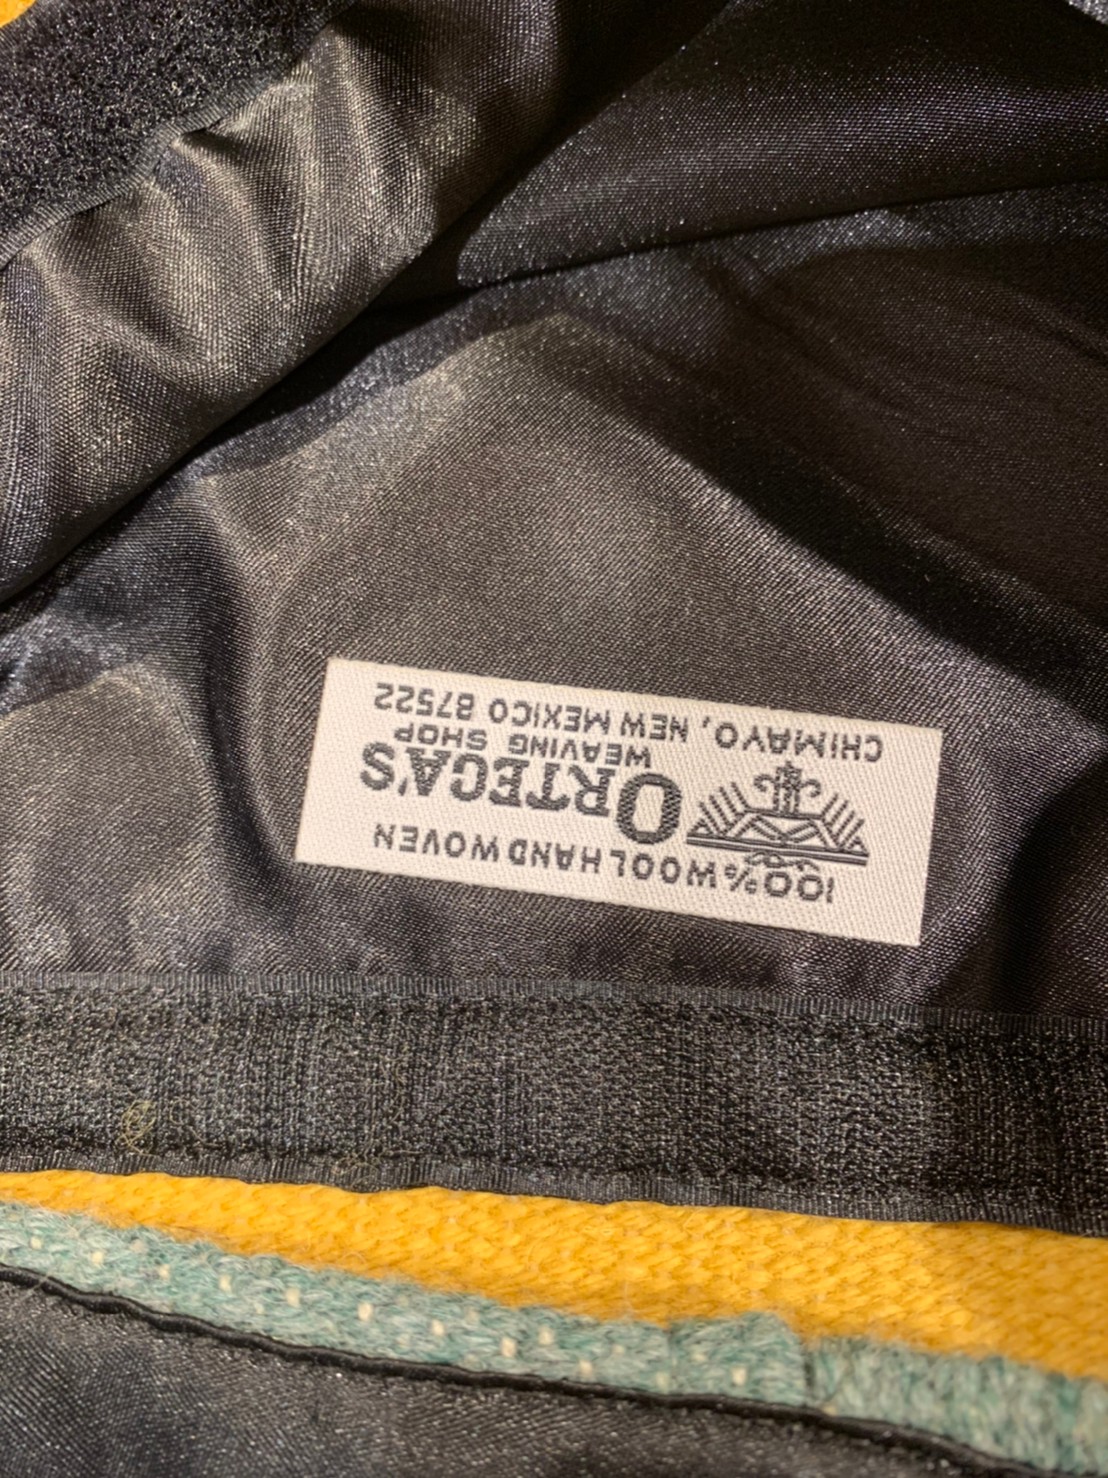 100% WOOL HAND WOVEN
ORTEGA'S
WEAVING SHOP
CHIMAYO, NEW MEXICO 87522